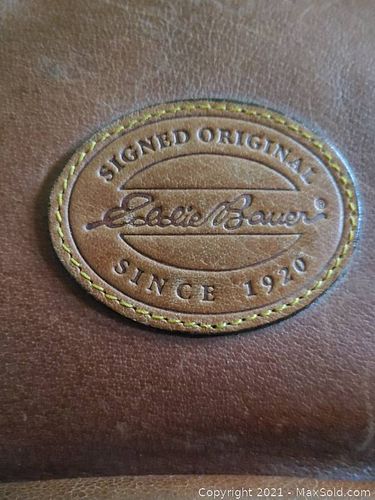 SIGNED ORIGINAL
Eddie Bauer®
SINCE 1920
Copyright © 2021 - MaxSold.com